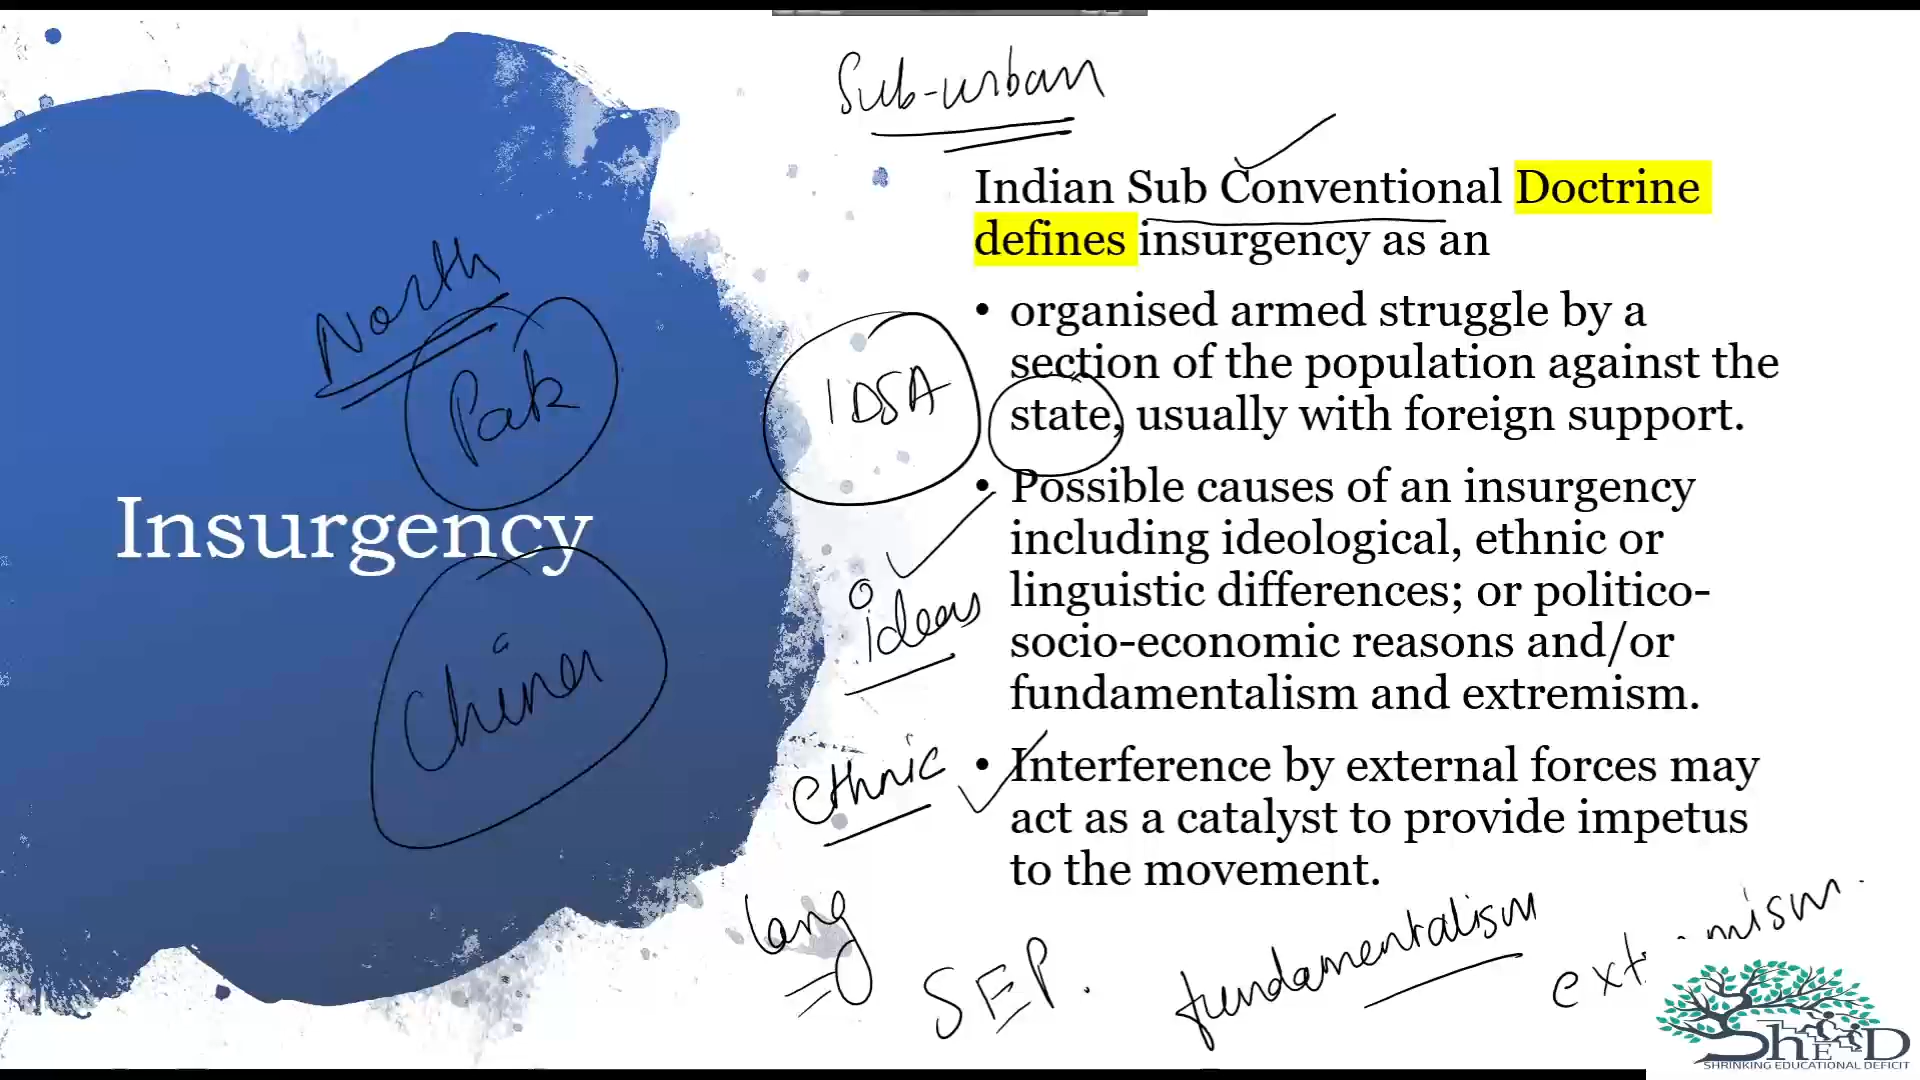 Sub-urban
Indian Sub Conventional Doctrine
defines insurgency as an
• organised armed struggle by a
section of the population against the
state, usually with foreign support.
• Possible causes of an insurgency
including ideological, ethnic or
linguistic differences; or politico-
socio-economic reasons and/or
fundamentalism and extremism.
• Interference by external forces may
act as a catalyst to provide impetus
to the movement.
North
Pak
Insurgency
China
IDSA
ideas
ethnic
lang
SEP.
fundamentalism
SHED
SHRINKING EDUCATIONAL DEFICIT